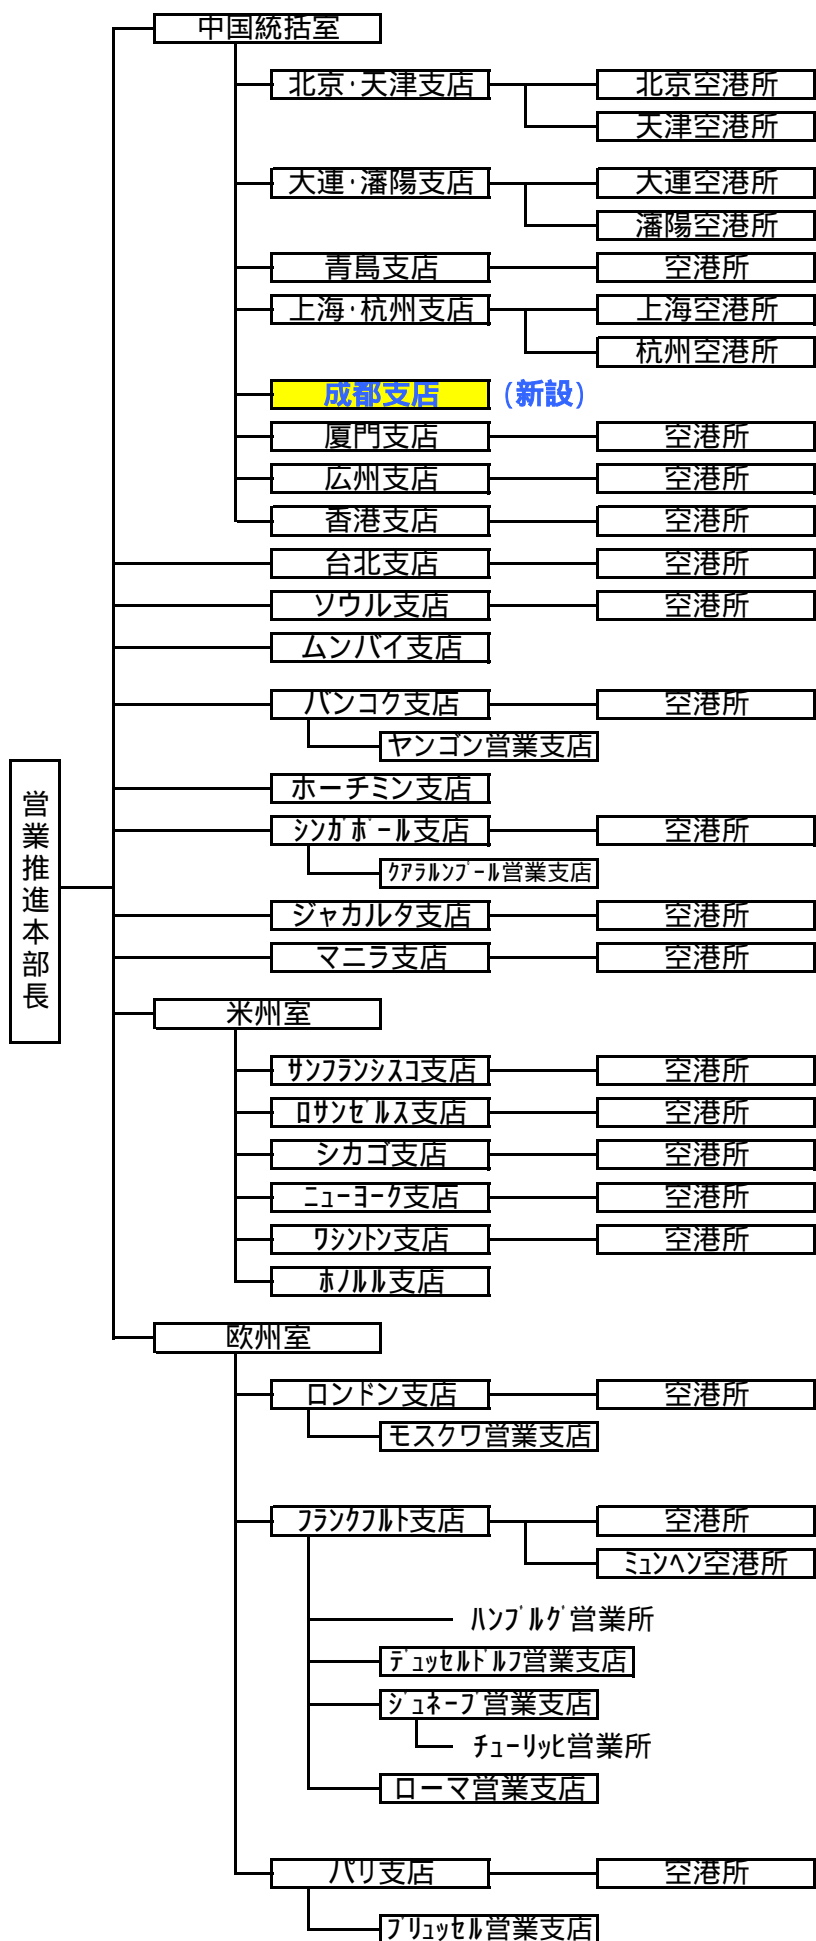 中国統括室
北京･天津支店 北京空港所
天津空港所
大連･瀋陽支店 大連空港所
瀋陽空港所
青島支店 空港所
上海･杭州支店 上海空港所
杭州空港所
成都支店 (新設)
厦門支店 空港所
広州支店 空港所
香港支店 空港所
台北支店 空港所
ソウル支店 空港所
ムンバイ支店
バンコク支店 空港所
ヤンゴン営業支店
営業推進本部長
ホーチミン支店
ｼﾝｶﾞﾎﾟｰﾙ支店 空港所
ｸｱﾗﾙﾝﾌﾟｰﾙ営業支店
ジャカルタ支店 空港所
マニラ支店 空港所
米州室
ｻﾝﾌﾗﾝｼｽｺ支店 空港所
ﾛｻﾝｾﾞﾙｽ支店 空港所
シカゴ支店 空港所
ﾆｭｰﾖｰｸ支店 空港所
ﾜｼﾝﾄﾝ支店 空港所
ﾎﾉﾙﾙ支店
欧州室
ロンドン支店 空港所
モスクワ営業支店
ﾌﾗﾝｸﾌﾙﾄ支店 空港所
ﾐｭﾝﾍﾝ空港所
ﾊﾝﾌﾞﾙｸﾞ営業所
ﾃﾞｭｯｾﾙﾄﾞﾙﾌ営業支店
ｼﾞｭﾈｰﾌﾞ営業支店
ﾁｭｰﾘｯﾋ営業所
ローマ営業支店
パリ支店 空港所
ﾌﾞﾘｭｯｾﾙ営業支店